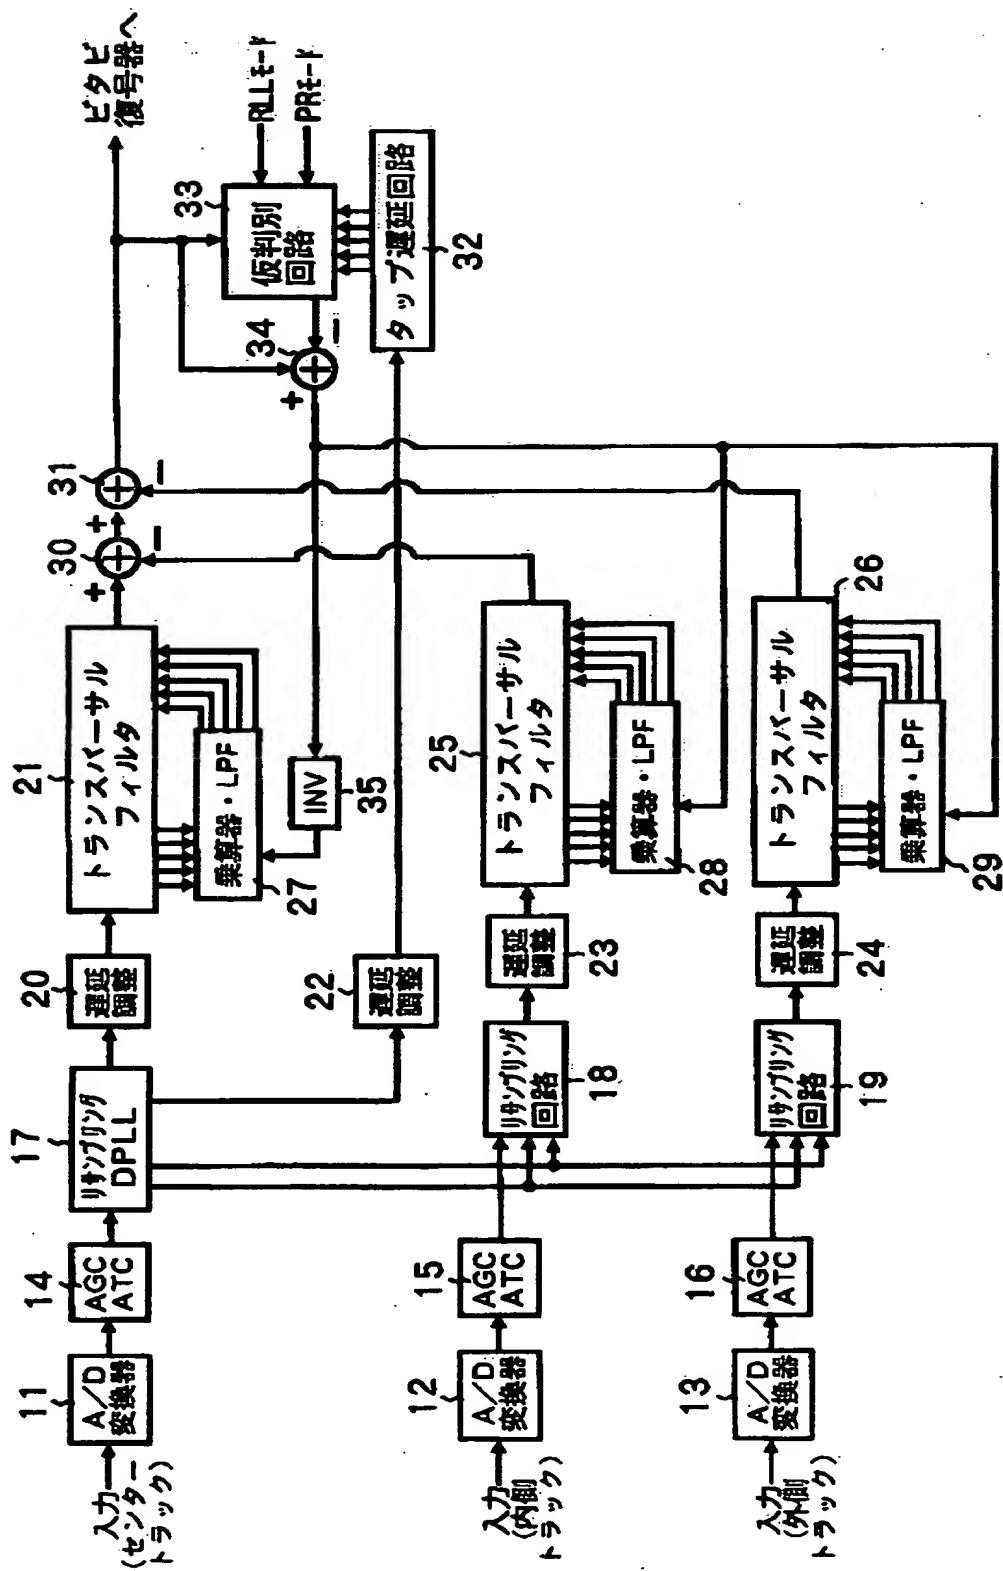 入力
(センター
トラック)
11
A/D
変換器
14
AGC
ATC
17
リサンプリング
DPLL
20
遅延
調整
21
トランスバーサル
フィルタ
乗算器・LPF
27
+
30
−
+
31
−
ビタビ
復号器へ
INV
35
22
遅延
調整
+
34
−
33
仮判別
回路
RLLモード
PRモード
タップ遅延回路
32
入力
(内側
トラック)
12
A/D
変換器
15
AGC
ATC
リサンプリング
回路
18
遅延
調整
23
25
トランスバーサル
フィルタ
乗算器・LPF
28
入力
(外側
トラック)
13
A/D
変換器
16
AGC
ATC
リサンプリング
回路
19
遅延
調整
24
トランスバーサル
フィルタ
26
乗算器・LPF
29